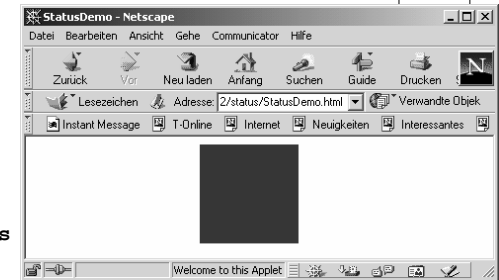 StatusDemo - Netscape
Datei Bearbeiten Ansicht Gehe Communicator Hilfe
Zurück Vor Neu laden Anfang Suchen Guide Drucken
N
Lesezeichen Adresse: 2/status/StatusDemo.html Verwandte Objek
Instant Message T-Online Internet Neuigkeiten Interessantes
s
Welcome to this Applet